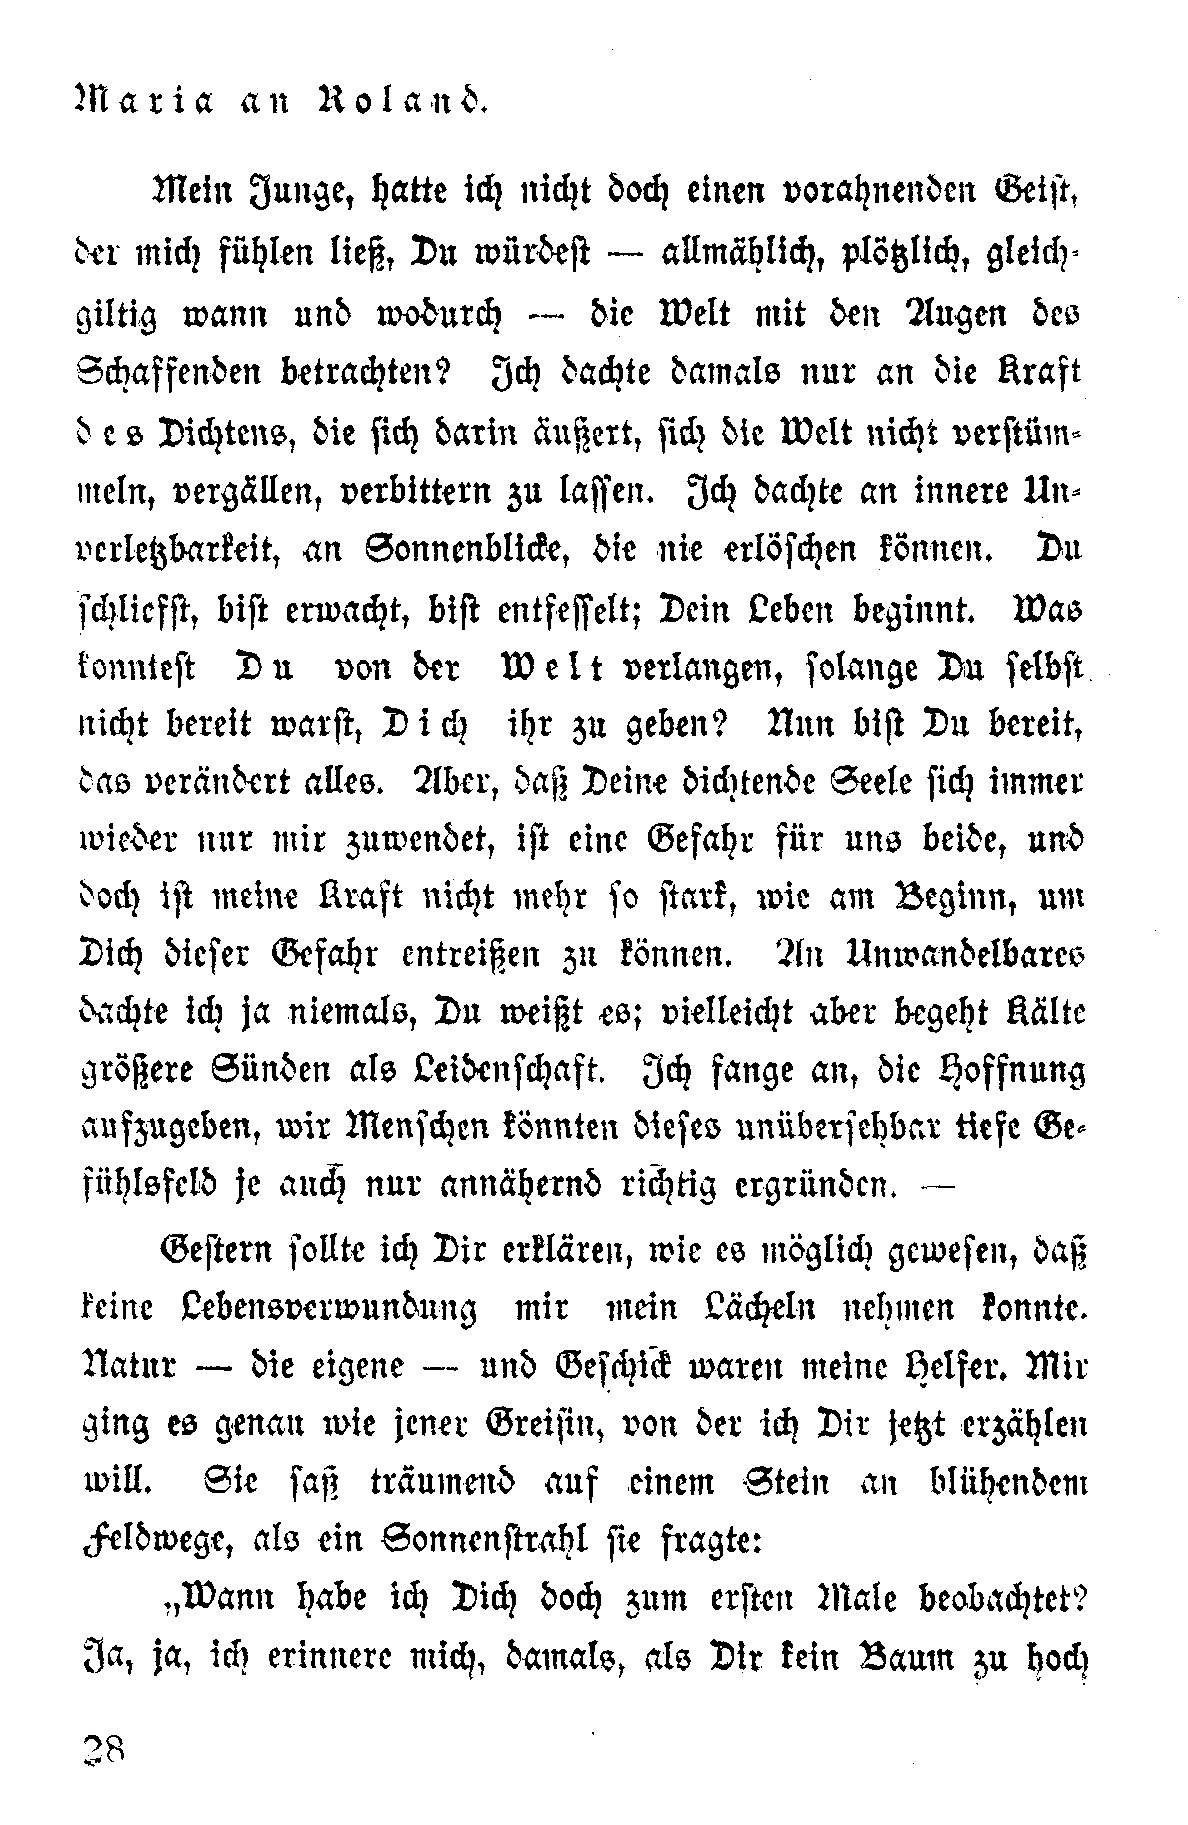 Maria an Roland.
Mein Junge, hatte ich nicht doch einen vorahnenden Geist,
der mich fühlen ließ, Du würdest — allmählich, plötzlich, gleich-
giltig wann und wodurch — die Welt mit den Augen des
Schaffenden betrachten? Ich dachte damals nur an die Kraft
des Dichtens, die sich darin äußert, sich die Welt nicht verstüm-
meln, vergällen, verbittern zu lassen. Ich dachte an innere Un-
verletzbarkeit, an Sonnenblicke, die nie erlöschen können. Du
schliefst, bist erwacht, bist entfesselt; Dein Leben beginnt. Was
konntest Du von der Welt verlangen, solange Du selbst
nicht bereit warst, Dich ihr zu geben? Nun bist Du bereit,
das verändert alles. Aber, daß Deine dichtende Seele sich immer
wieder nur mir zuwendet, ist eine Gefahr für uns beide, und
doch ist meine Kraft nicht mehr so stark, wie am Beginn, um
Dich dieser Gefahr entreißen zu können. An Unwandelbares
dachte ich ja niemals, Du weißt es; vielleicht aber begeht Kälte
größere Sünden als Leidenschaft. Ich fange an, die Hoffnung
aufzugeben, wir Menschen könnten dieses unübersehbar tiefe Ge-
fühlsfeld je auch nur annähernd richtig ergründen. —
Gestern sollte ich Dir erklären, wie es möglich gewesen, daß
keine Lebensverwundung mir mein Lächeln nehmen konnte.
Natur — die eigene — und Geschick waren meine Helfer. Mir
ging es genau wie jener Greisin, von der ich Dir jetzt erzählen
will. Sie saß träumend auf einem Stein an blühendem
Feldwege, als ein Sonnenstrahl sie fragte:
„Wann habe ich Dich doch zum ersten Male beobachtet?
Ja, ja, ich erinnere mich, damals, als Dir kein Baum zu hoch
28